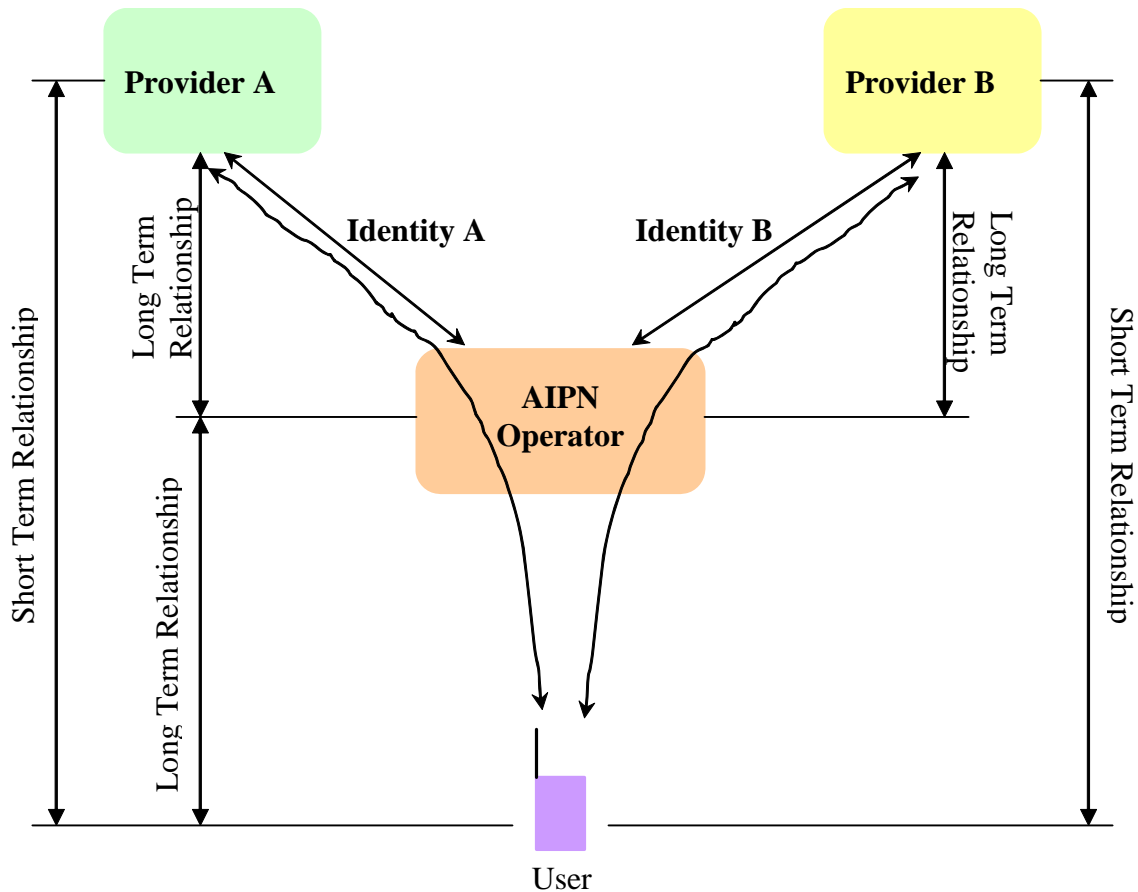 Provider A
Provider B
Identity A
Identity B
Long Term
Relationship
Long Term
Relationship
AIPN
Operator
Short Term Relationship
Short Term Relationship
Long Term Relationship
User